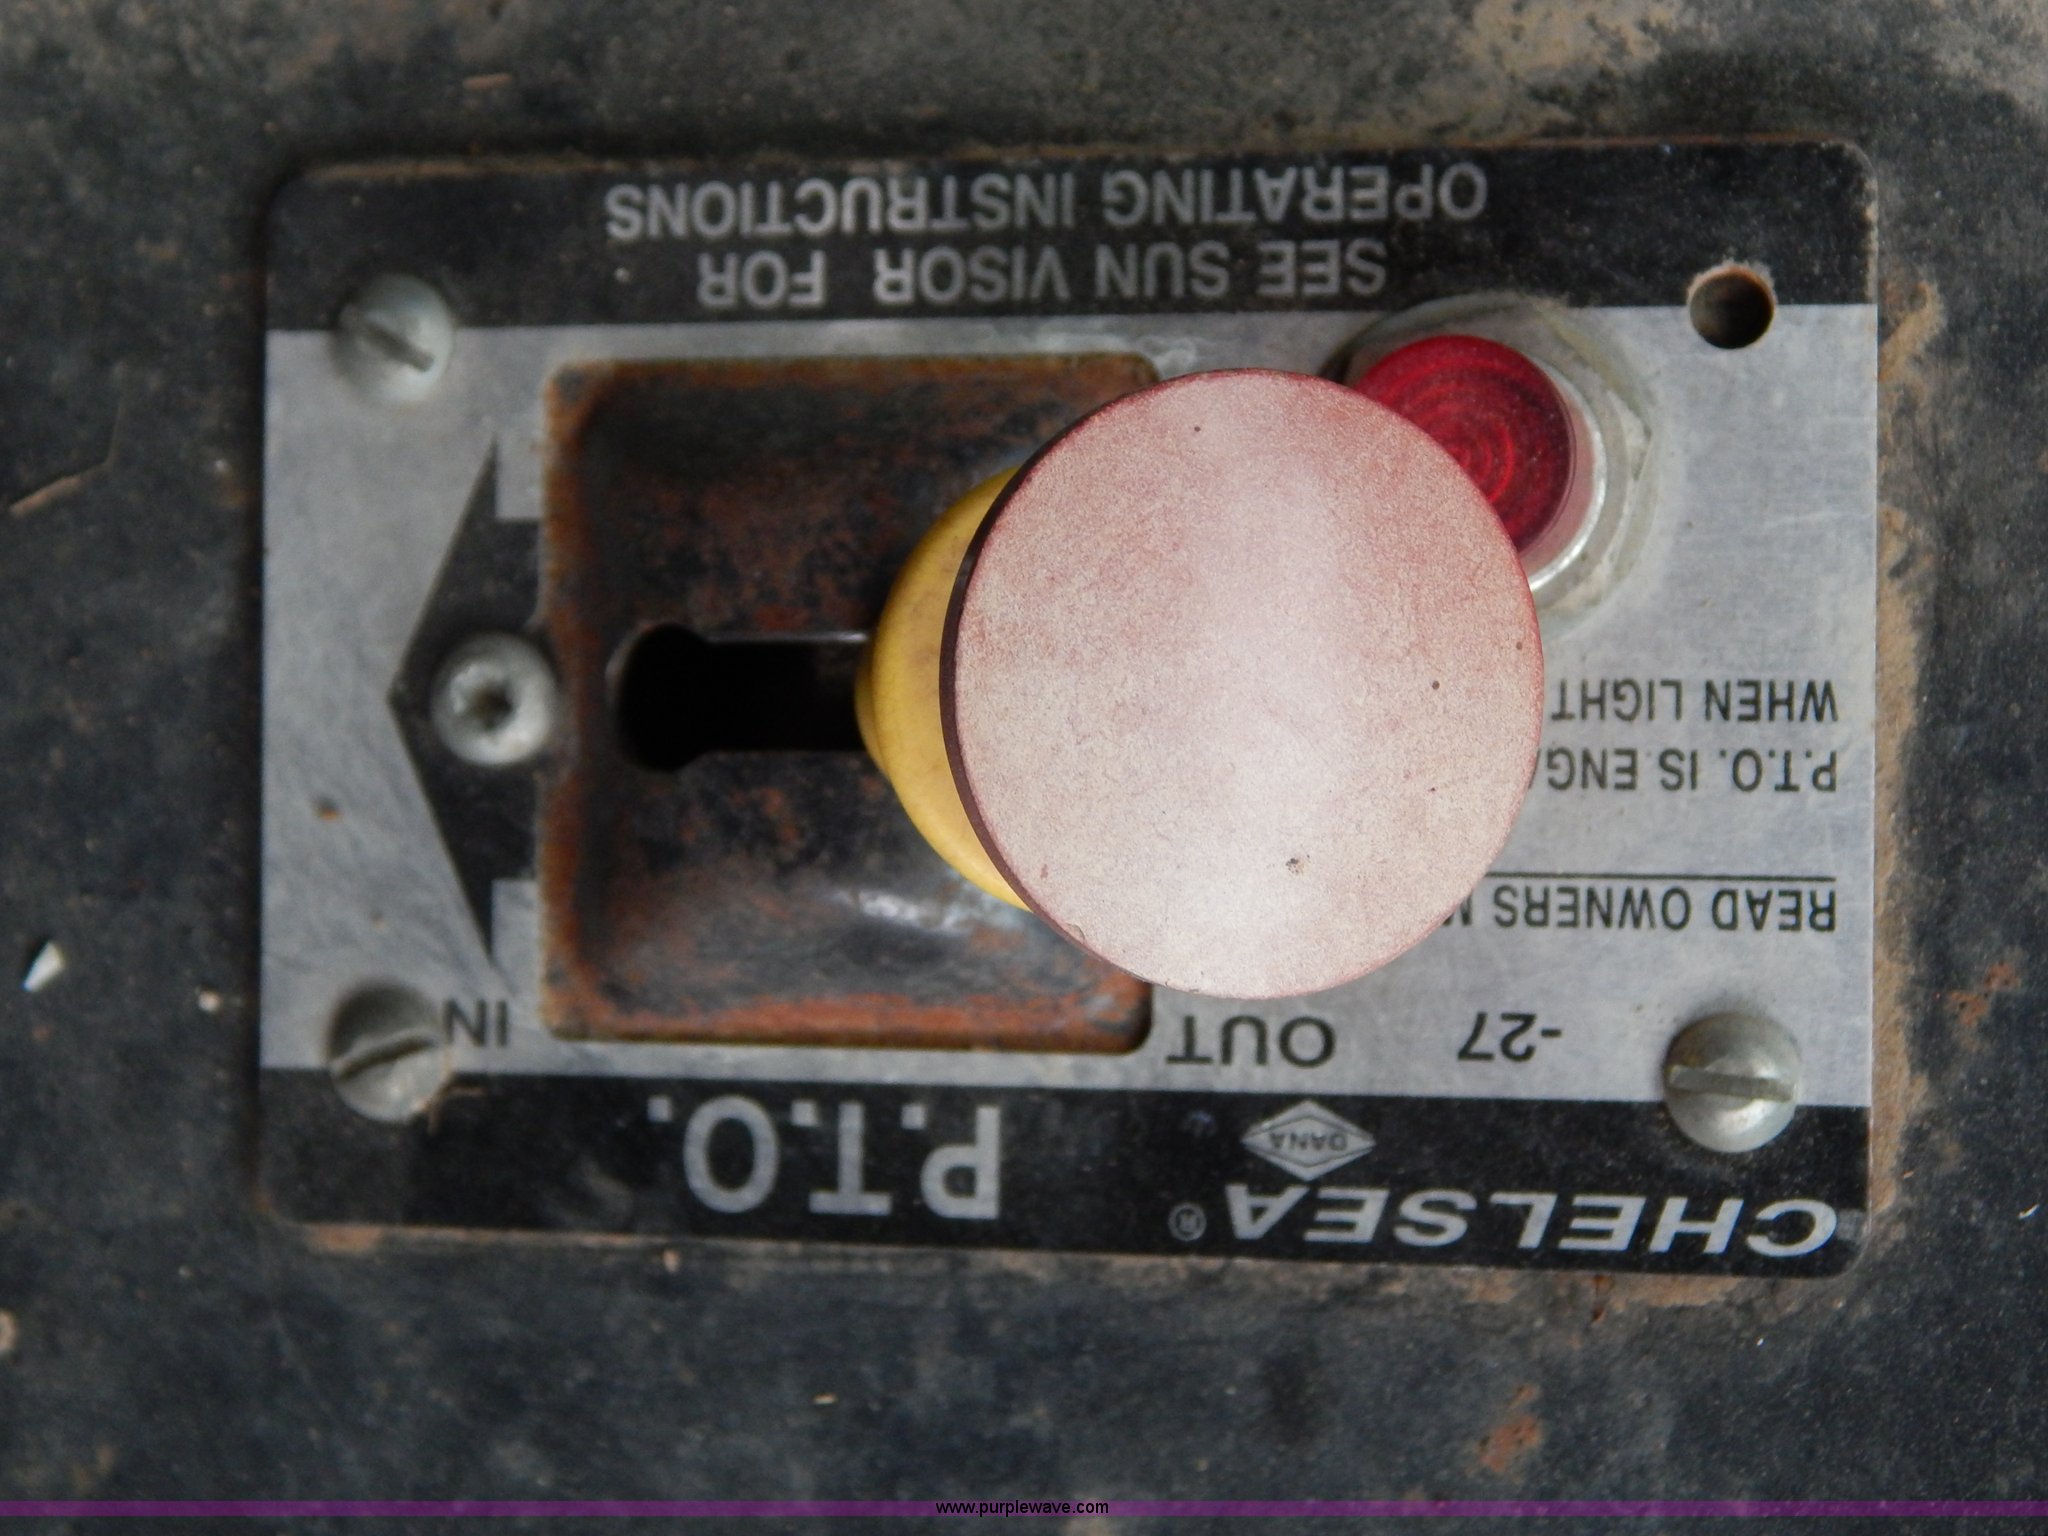 CHELSEA®
DANA
P.T.O.
-27
OUT
IN
READ OWNERS
P.T.O. IS
WHEN LIGHT
SEE SUN VISOR FOR
OPERATING INSTRUCTIONS
www.purplewave.com